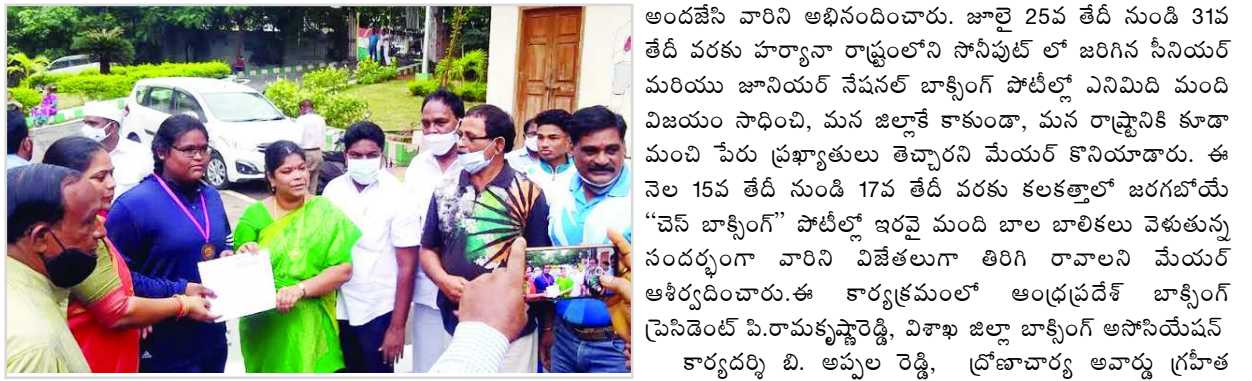 అందజేసి వారిని అభినందించారు. జూలై 25వ తేదీ నుండి 31వ
తేదీ వరకు హర్యానా రాష్ట్రంలోని సోనీపుట్ లో జరిగిన సీనియర్
మరియు జూనియర్ నేషనల్ బాక్సింగ్ పోటీల్లో ఎనిమిది మంది
విజయం సాధించి, మన జిల్లాకే కాకుండా, మన రాష్ట్రానికి కూడా
మంచి పేరు ప్రఖ్యాతులు తెచ్చారని మేయర్ కొనియాడారు. ఈ
నెల 15వ తేదీ నుండి 17వ తేదీ వరకు కలకత్తాలో జరగబోయే
“చెస్ బాక్సింగ్” పోటీల్లో ఇరవై మంది బాల బాలికలు వెళుతున్న
సందర్భంగా వారిని విజేతలుగా తిరిగి రావాలని మేయర్
ఆశీర్వదించారు.ఈ కార్యక్రమంలో ఆంధ్రప్రదేశ్ బాక్సింగ్
ప్రెసిడెంట్ పి.రామకృష్ణారెడ్డి, విశాఖ జిల్లా బాక్సింగ్ అసోసియేషన్
కార్యదర్శి బి. అప్పల రెడ్డి, ద్రోణాచార్య అవార్డు గ్రహీత